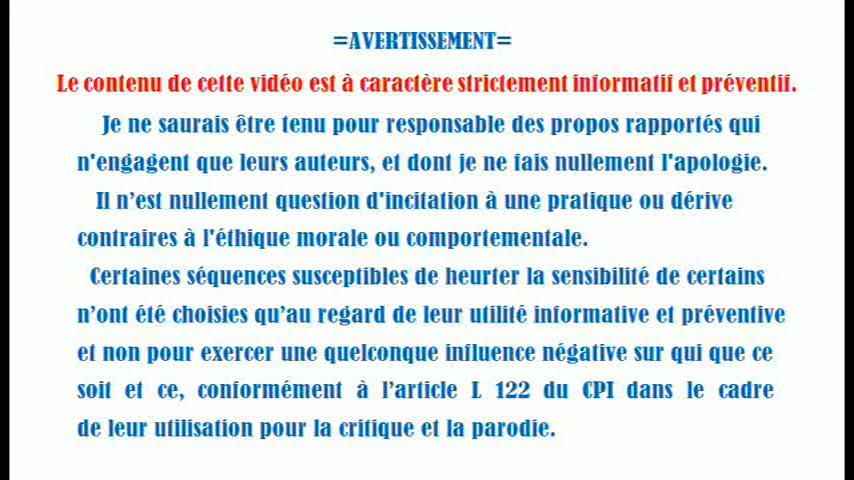 =AVERTISSEMENT=
Le contenu de cette vidéo est à caractère strictement informatif et préventif.
Je ne saurais être tenu pour responsable des propos rapportés qui
n'engagent que leurs auteurs, et dont je ne fais nullement l'apologie.
Il n’est nullement question d'incitation à une pratique ou dérive
contraires à l'éthique morale ou comportementale.
Certaines séquences susceptibles de heurter la sensibilité de certains
n’ont été choisies qu’au regard de leur utilité informative et préventive
et non pour exercer une quelconque influence négative sur qui que ce
soit et ce, conformément à l’article L 122 du CPI dans le cadre
de leur utilisation pour la critique et la parodie.